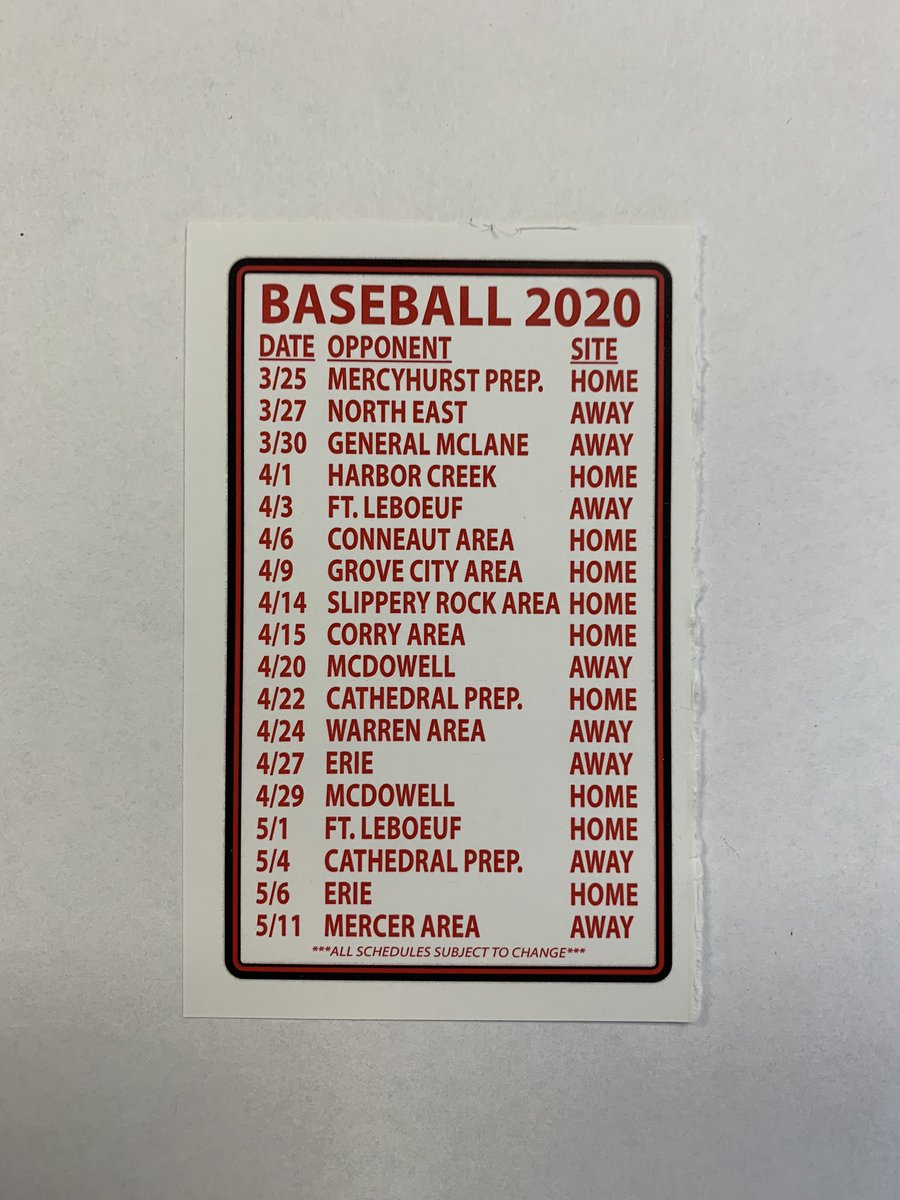 BASEBALL 2020
DATE OPPONENT SITE
3/25 MERCYHURST PREP. HOME
3/27 NORTH EAST AWAY
3/30 GENERAL MCLANE AWAY
4/1 HARBOR CREEK HOME
4/3 FT. LEBOEUF AWAY
4/6 CONNEAUT AREA HOME
4/9 GROVE CITY AREA HOME
4/14 SLIPPERY ROCK AREA HOME
4/15 CORRY AREA HOME
4/20 MCDOWELL AWAY
4/22 CATHEDRAL PREP. HOME
4/24 WARREN AREA AWAY
4/27 ERIE AWAY
4/29 MCDOWELL HOME
5/1 FT. LEBOEUF HOME
5/4 CATHEDRAL PREP. AWAY
5/6 ERIE HOME
5/11 MERCER AREA AWAY
***ALL SCHEDULES SUBJECT TO CHANGE***